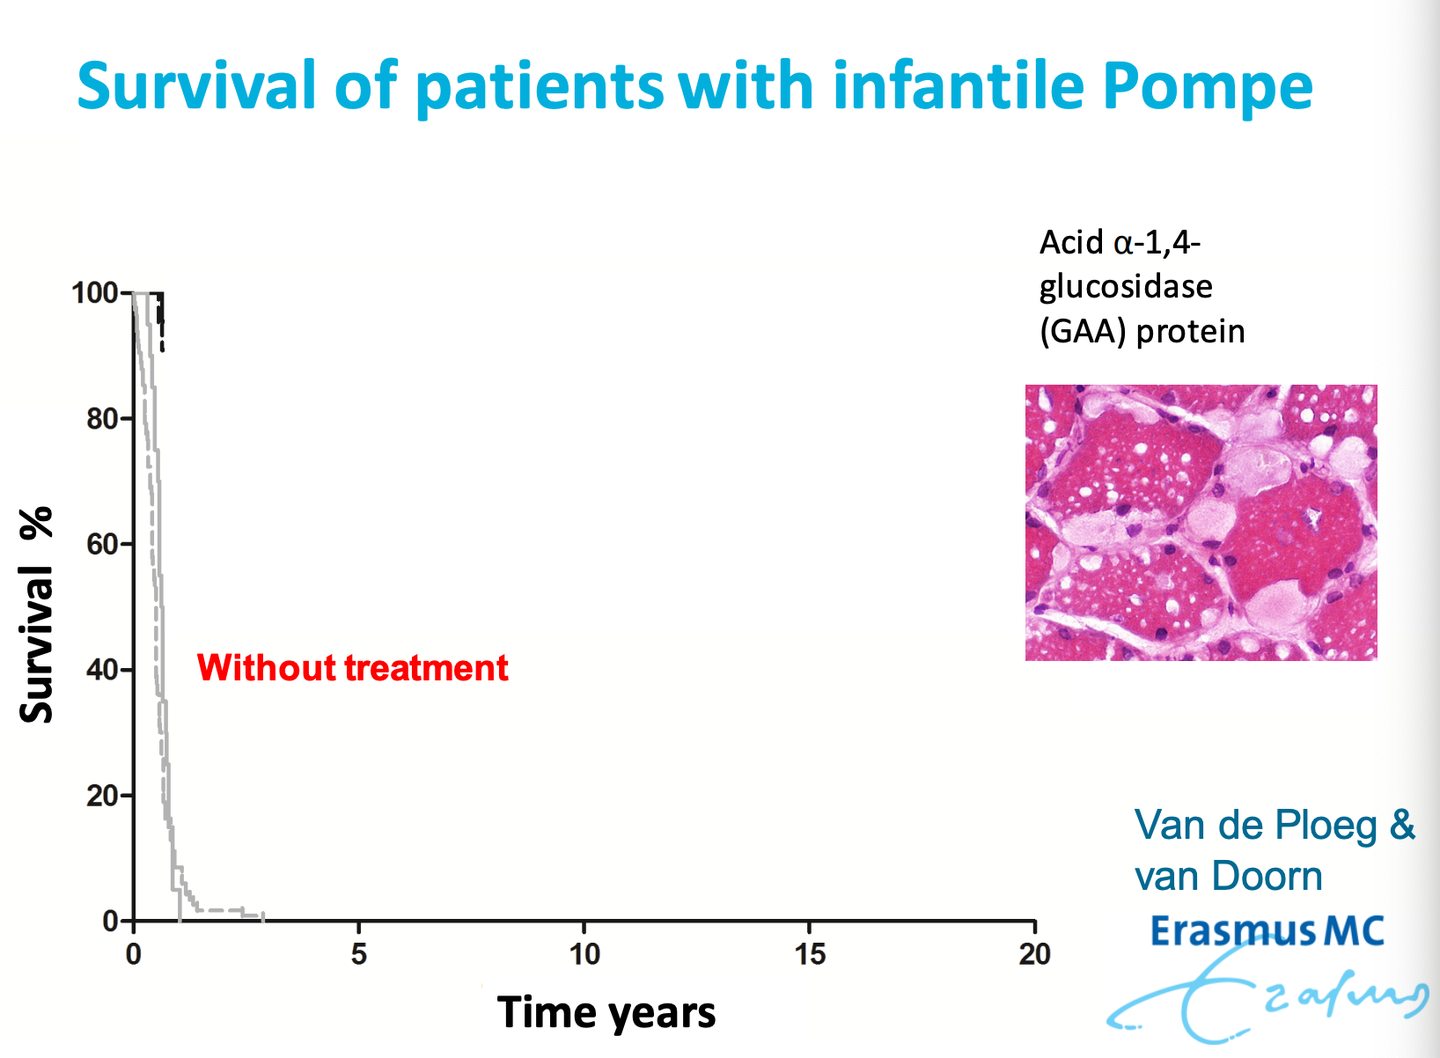 Survival of patients with infantile Pompe
Acid α-1,4-
glucosidase
(GAA) protein
100
80
60
40
20
0
Survival %
Without treatment
0 5 10 15 20
Time years
Van de Ploeg &
van Doorn
Erasmus MC
Erasmus